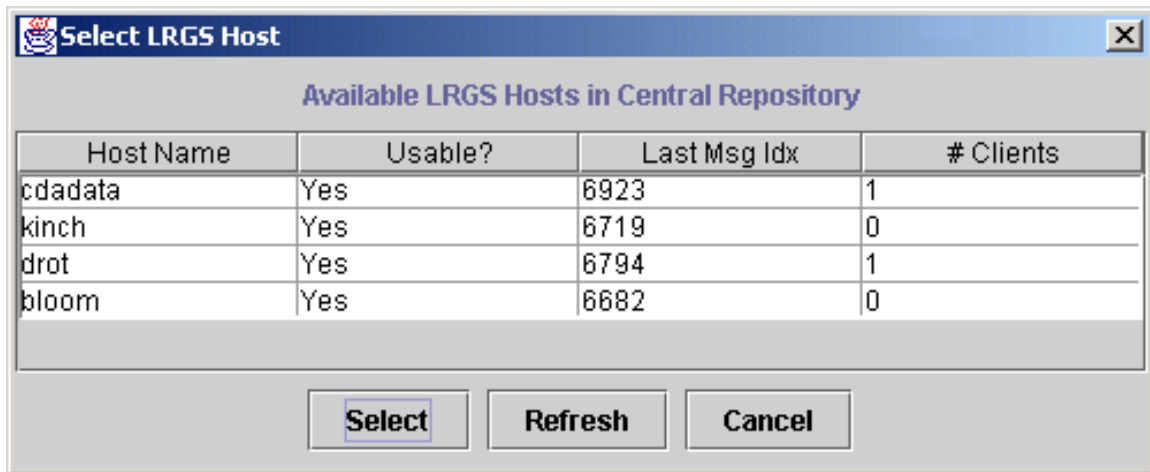 Select LRGS Host
Available LRGS Hosts in Central Repository
Host Name Usable? Last Msg Idx # Clients
cdadata Yes 6923 1
kinch Yes 6719 0
drot Yes 6794 1
bloom Yes 6682 0
Select Refresh Cancel